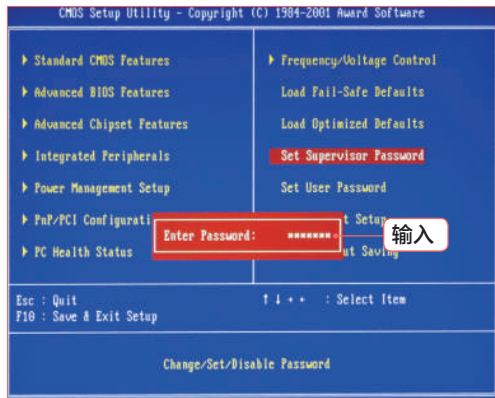 CMOS Setup Utility - Copyright (C) 1984-2001 Award Software
Standard CMOS Features
Advanced BIOS Features
Advanced Chipset Features
Integrated Peripherals
Power Management Setup
PnP/PCI Configurati
PC Health Status
Frequency/Voltage Control
Load Fail-Safe Defaults
Load Optimized Defaults
Set Supervisor Password
Set User Password
t Setup
ut Saving
Enter Password: *******
输入
Esc : Quit
F10 : Save & Exit Setup
↑ ↓ ← → : Select Item
Change/Set/Disable Password